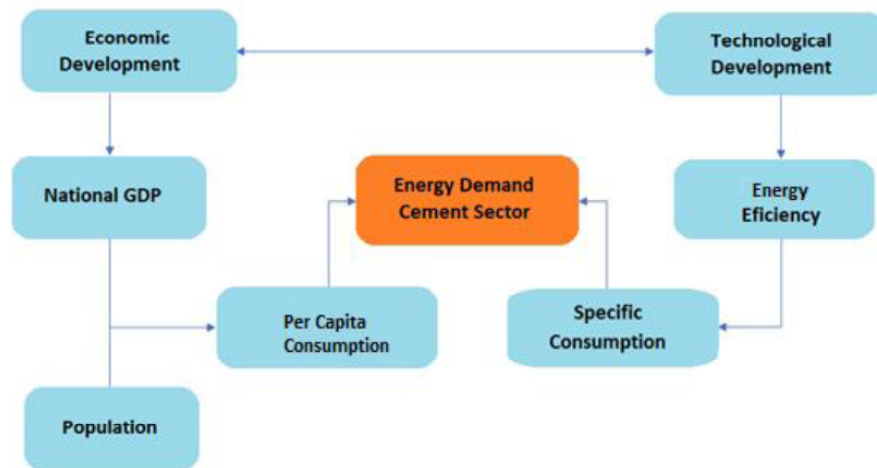 Economic
Development
Technological
Development
National GDP
Energy Demand
Cement Sector
Energy
Eficiency
Per Capita
Consumption
Specific
Consumption
Population